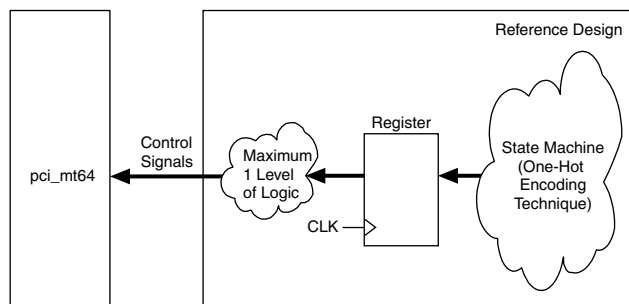 Reference Design
Register
Control
Signals
pci_mt64
Maximum
1 Level
of Logic
CLK
State Machine
(One-Hot
Encoding
Technique)